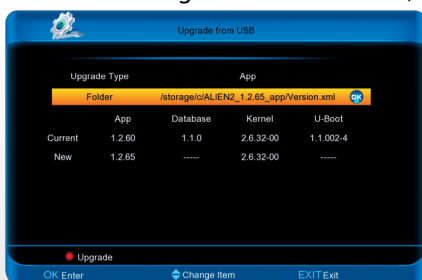 Upgrade from USB
Upgrade Type App
Folder /storage/c/ALIEN2_1.2.65_app/Version.xml OK
App Database Kernel U-Boot
Current 1.2.60 1.1.0 2.6.32-00 1.1.002-4
New 1.2.65 ----- 2.6.32-00 -----
Upgrade
OK Enter Change Item EXIT Exit